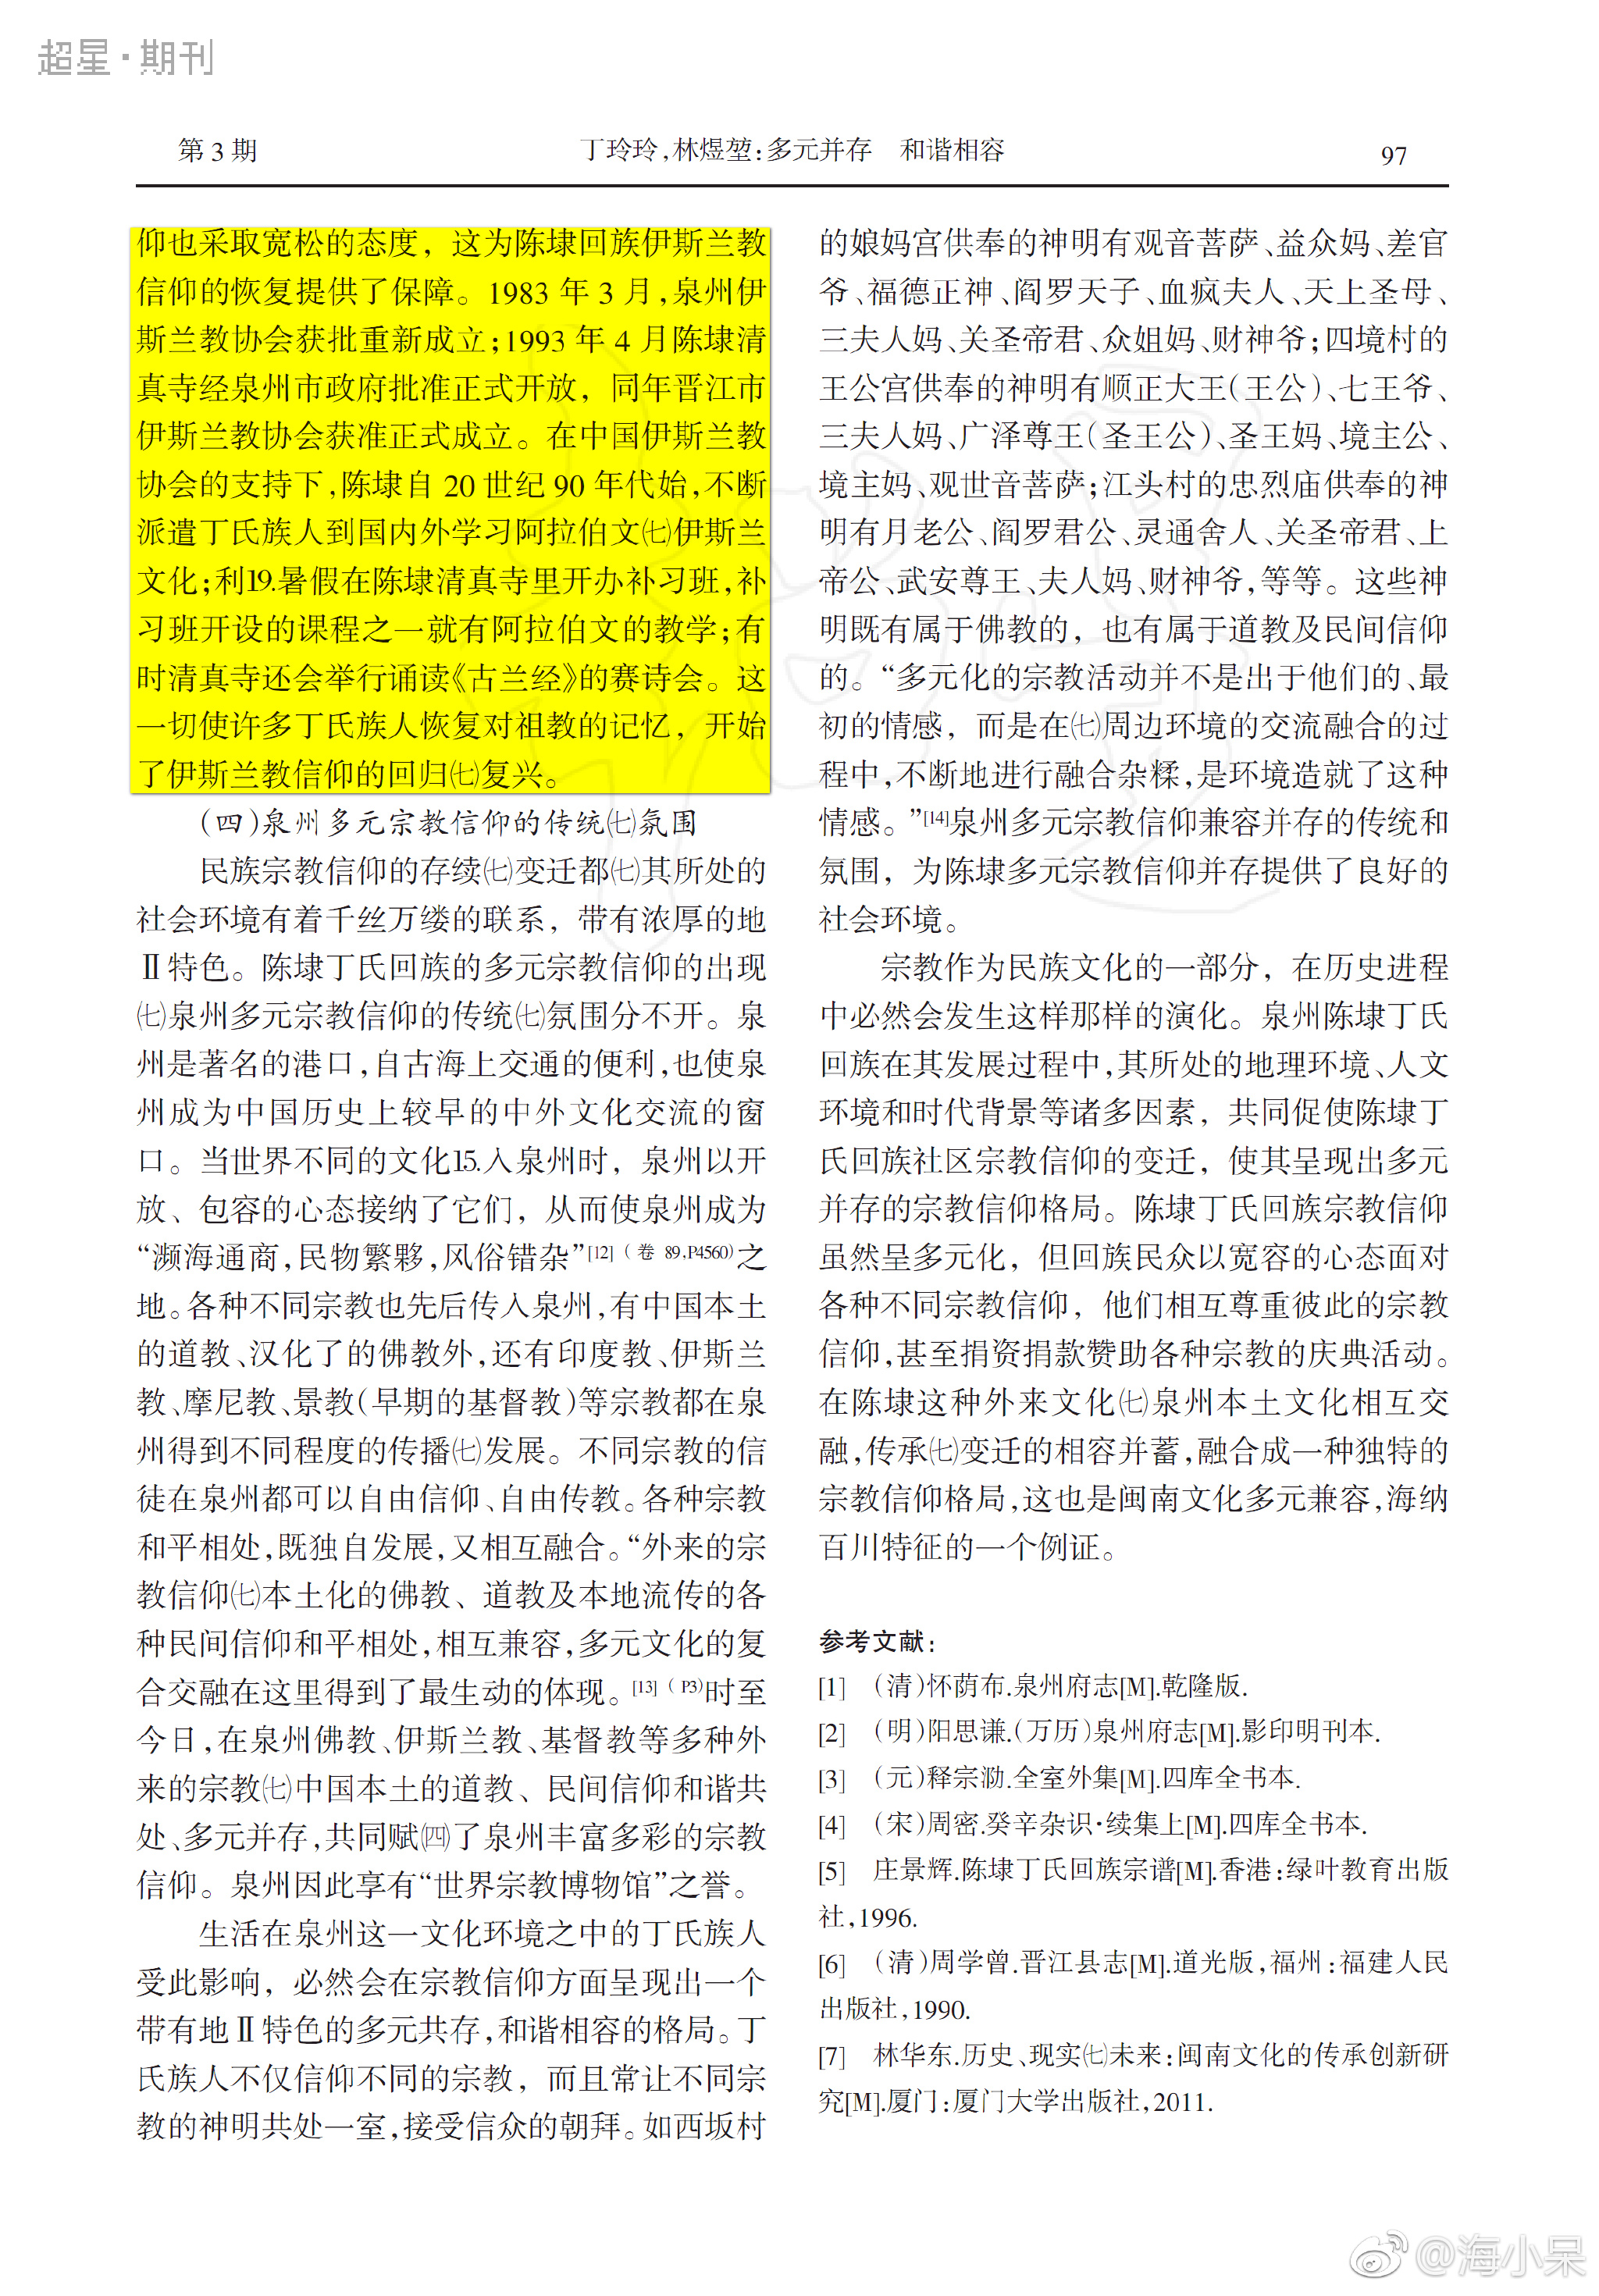 超星·期刊
第3期
丁玲玲,林煜堃:多元并存 和谐相容
97
仰也采取宽松的态度，这为陈埭回族伊斯兰教
信仰的恢复提供了保障。1983年3月,泉州伊
斯兰教协会获批重新成立;1993年4月陈埭清
真寺经泉州市政府批准正式开放，同年晋江市
伊斯兰教协会获准正式成立。在中国伊斯兰教
协会的支持下,陈埭自20世纪90年代始,不断
派遣丁氏族人到国内外学习阿拉伯文㈦伊斯兰
文化;利19.暑假在陈埭清真寺里开办补习班,补
习班开设的课程之一就有阿拉伯文的教学;有
时清真寺还会举行诵读《古兰经》的赛诗会。这
一切使许多丁氏族人恢复对祖教的记忆，开始
了伊斯兰教信仰的回归㈦复兴。
(四)泉州多元宗教信仰的传统㈦氛围
民族宗教信仰的存续㈦变迁都㈦其所处的
社会环境有着千丝万缕的联系，带有浓厚的地
Ⅱ特色。陈埭丁氏回族的多元宗教信仰的出现
㈦泉州多元宗教信仰的传统㈦氛围分不开。泉
州是著名的港口,自古海上交通的便利,也使泉
州成为中国历史上较早的中外文化交流的窗
口。当世界不同的文化15.入泉州时，泉州以开
放、包容的心态接纳了它们，从而使泉州成为
“濒海通商,民物繁夥,风俗错杂”[12]（卷 89,P4560)之
地。各种不同宗教也先后传入泉州,有中国本土
的道教、汉化了的佛教外,还有印度教、伊斯兰
教、摩尼教、景教(早期的基督教)等宗教都在泉
州得到不同程度的传播㈦发展。不同宗教的信
徒在泉州都可以自由信仰、自由传教。各种宗教
和平相处,既独自发展,又相互融合。“外来的宗
教信仰㈦本土化的佛教、道教及本地流传的各
种民间信仰和平相处,相互兼容,多元文化的复
合交融在这里得到了最生动的体现。[13]（P3)时至
今日,在泉州佛教、伊斯兰教、基督教等多种外
来的宗教㈦中国本土的道教、民间信仰和谐共
处、多元并存,共同赋㈣了泉州丰富多彩的宗教
信仰。泉州因此享有“世界宗教博物馆”之誉。
生活在泉州这一文化环境之中的丁氏族人
受此影响，必然会在宗教信仰方面呈现出一个
带有地Ⅱ特色的多元共存,和谐相容的格局。丁
氏族人不仅信仰不同的宗教，而且常让不同宗
教的神明共处一室,接受信众的朝拜。如西坂村
的娘妈宫供奉的神明有观音菩萨、益众妈、差官
爷、福德正神、阎罗天子、血疯夫人、天上圣母、
三夫人妈、关圣帝君、众姐妈、财神爷;四境村的
王公宫供奉的神明有顺正大王(王公)、七王爷、
三夫人妈、广泽尊王(圣王公)、圣王妈、境主公、
境主妈、观世音菩萨;江头村的忠烈庙供奉的神
明有月老公、阎罗君公、灵通舍人、关圣帝君、上
帝公、武安尊王、夫人妈、财神爷,等等。这些神
明既有属于佛教的，也有属于道教及民间信仰
的。“多元化的宗教活动并不是出于他们的、最
初的情感，而是在㈦周边环境的交流融合的过
程中,不断地进行融合杂糅,是环境造就了这种
情感。”[14]泉州多元宗教信仰兼容并存的传统和
氛围，为陈埭多元宗教信仰并存提供了良好的
社会环境。
宗教作为民族文化的一部分，在历史进程
中必然会发生这样那样的演化。泉州陈埭丁氏
回族在其发展过程中,其所处的地理环境、人文
环境和时代背景等诸多因素，共同促使陈埭丁
氏回族社区宗教信仰的变迁，使其呈现出多元
并存的宗教信仰格局。陈埭丁氏回族宗教信仰
虽然呈多元化，但回族民众以宽容的心态面对
各种不同宗教信仰，他们相互尊重彼此的宗教
信仰,甚至捐资捐款赞助各种宗教的庆典活动。
在陈埭这种外来文化㈦泉州本土文化相互交
融,传承㈦变迁的相容并蓄,融合成一种独特的
宗教信仰格局,这也是闽南文化多元兼容,海纳
百川特征的一个例证。
参考文献:
[1] (清)怀荫布.泉州府志[M].乾隆版.
[2] (明)阳思谦.(万历)泉州府志[M].影印明刊本.
[3] (元)释宗泐.全室外集[M].四库全书本.
[4] (宋)周密.癸辛杂识·续集上[M].四库全书本.
[5] 庄景辉.陈埭丁氏回族宗谱[M].香港:绿叶教育出版
社,1996.
[6] (清)周学曾.晋江县志[M].道光版,福州:福建人民
出版社,1990.
[7] 林华东.历史、现实㈦未来:闽南文化的传承创新研
究[M].厦门:厦门大学出版社,2011.
@海小呆